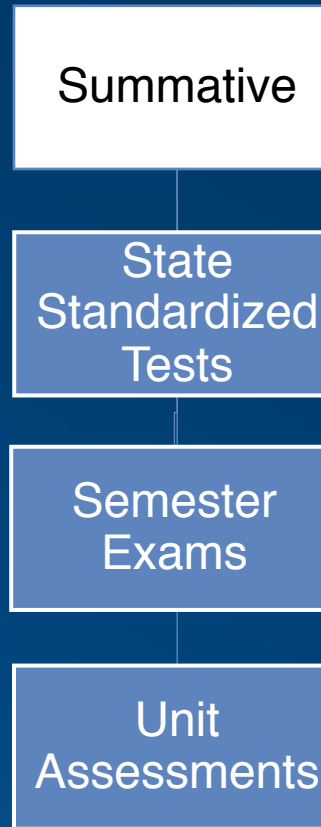 Summative
State
Standardized
Tests
Semester
Exams
Unit
Assessments